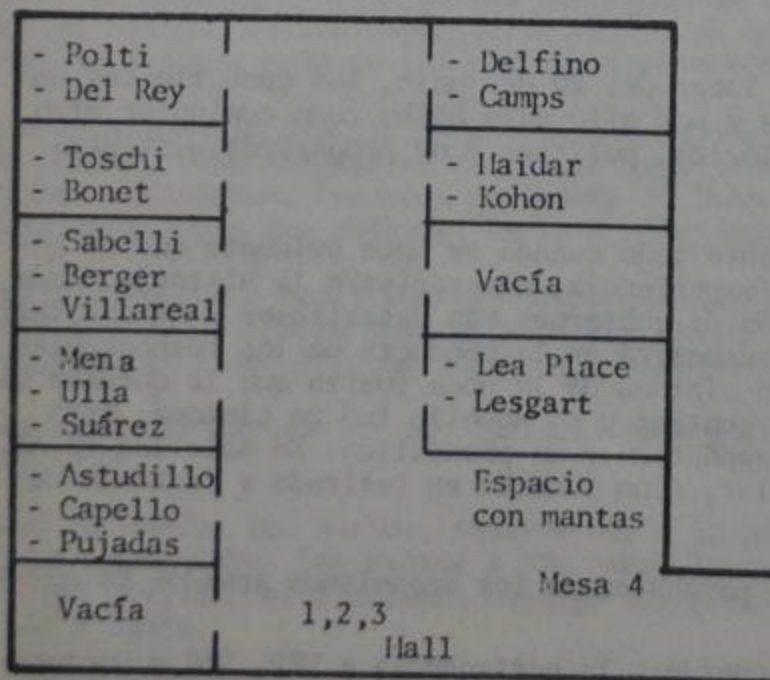 - Polti
- Del Rey
- Toschi
- Bonet
- Sabelli
- Berger
- Villareal
- Mena
- Ulla
- Suárez
- Astudillo
- Capello
- Pujadas
Vacía
- Delfino
- Camps
- Haidar
- Kohon
Vacía
- Lea Place
- Lesgart
Espacio
con mantas
Mesa 4
1,2,3
Hall